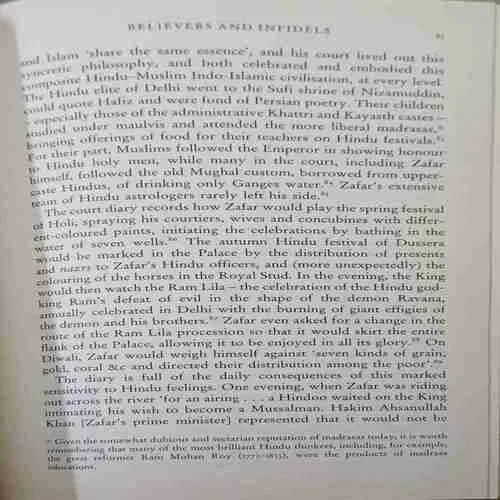 BELIEVERS AND INFIDELS
and Islam ‘share the same essence’, and his court lived out this
syncretic philosophy, and both celebrated and embodied this
composite Hindu–Muslim Indo-Islamic civilisation, at every level.
The Hindu elite of Delhi went to the Sufi shrine of Nizamuddin,
could quote Hafiz and were fond of Persian poetry. Their children
– especially those of the administrative Khattri and Kayasth castes –
studied under maulvis and attended the more liberal madrasas,*
bringing offerings of food for their teachers on Hindu festivals.
For their part, Muslims followed the Emperor in showing honour
to Hindu holy men, while many in the court, including Zafar
himself, followed the old Mughal custom, borrowed from upper-
caste Hindus, of drinking only Ganges water. Zafar’s extensive
team of Hindu astrologers rarely left his side.
The court diary records how Zafar would play the spring festival
of Holi, spraying his courtiers, wives and concubines with differ-
ent-coloured paints, initiating the celebrations by bathing in the
water of seven wells. The autumn Hindu festival of Dussera
would be marked in the Palace by the distribution of presents
and nazrs to Zafar’s Hindu officers, and (more unexpectedly) the
colouring of the horses in the Royal Stud. In the evening, the King
would then watch the Ram Lila – the celebration of the Hindu god-
king Ram’s defeat of evil in the shape of the demon Ravana,
annually celebrated in Delhi with the burning of giant effigies of
the demon and his brothers. Zafar even asked for a change in the
route of the Ram Lila procession so that it would skirt the entire
flank of the Palace, allowing it to be enjoyed in all its glory. On
Diwali, Zafar would weigh himself against ‘seven kinds of grain,
gold, coral &c and directed their distribution among the poor’.
The diary is full of the daily consequences of this marked
sensitivity to Hindu feelings. One evening, when Zafar was riding
out across the river ‘for an airing . . . a Hindoo waited on the King
intimating his wish to become a Mussalman. Hakim Ahsanullah
Khan [Zafar’s prime minister] represented that it would not be
* Given the somewhat dubious and sectarian reputation of madrasas today, it is worth
remembering that many of the most brilliant Hindu thinkers, including, for example,
the great reformer Ram Mohan Roy (1772–1833), were the products of madrasa
educations.